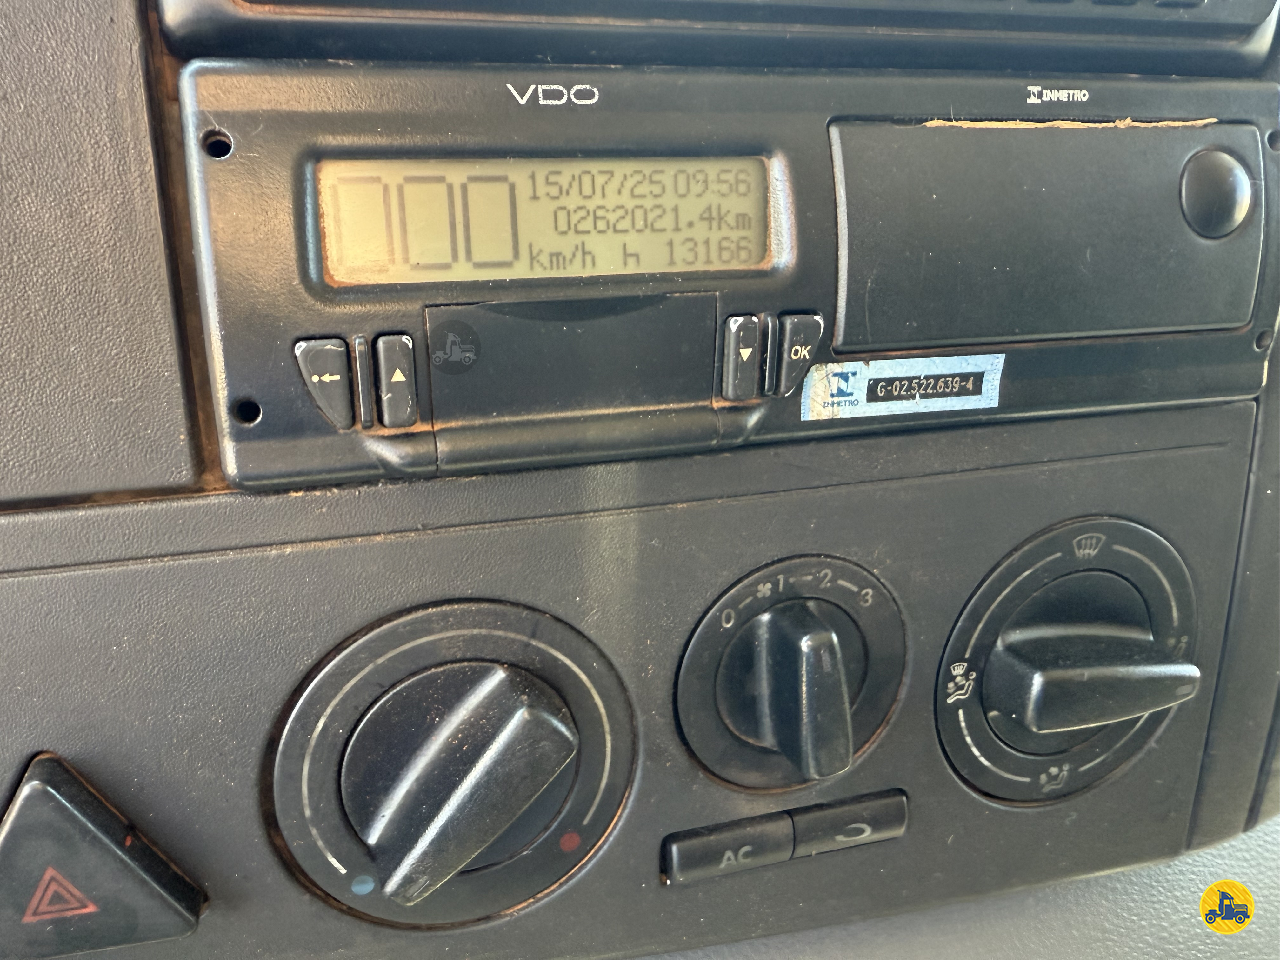 VDO
INMETRO
000
15/07/25 09:56
0262021.4km
km/h h 13166
OK
INMETRO
G-02.522.639-4
0 1 2 3
AC